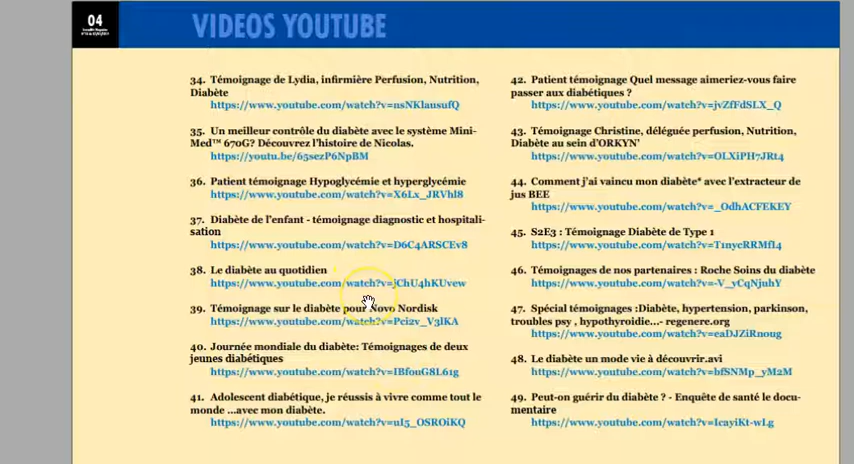 04
VIDEOS YOUTUBE
34. Témoignage de Lydia, infirmière Perfusion, Nutrition,
Diabète
https://www.youtube.com/watch?v=nsNKlausufQ
35. Un meilleur contrôle du diabète avec le système Mini-
Med™ 670G? Découvrez l'histoire de Nicolas.
https://youtu.be/65sezP6NpBM
36. Patient témoignage Hypoglycémie et hyperglycémie
https://www.youtube.com/watch?v=X6Lx_JRVhl8
37. Diabète de l'enfant - témoignage diagnostic et hospitali-
sation
https://www.youtube.com/watch?v=D6C4ARSCEv8
38. Le diabète au quotidien
https://www.youtube.com/watch?v=jChU4hKUvew
39. Témoignage sur le diabète pour Novo Nordisk
https://www.youtube.com/watch?v=Pci2v_V3lKA
40. Journée mondiale du diabète: Témoignages de deux
jeunes diabétiques
https://www.youtube.com/watch?v=IBfouG8L61g
41. Adolescent diabétique, je réussis à vivre comme tout le
monde ...avec mon diabète.
https://www.youtube.com/watch?v=uI5_OSROiKQ
42. Patient témoignage Quel message aimeriez-vous faire
passer aux diabétiques ?
https://www.youtube.com/watch?v=jvZfFdSLX_Q
43. Témoignage Christine, déléguée perfusion, Nutrition,
Diabète au sein d'ORKYN'
https://www.youtube.com/watch?v=OLXiPH7JRt4
44. Comment j'ai vaincu mon diabète* avec l'extracteur de
jus BEE
https://www.youtube.com/watch?v=_OdhACFEKEY
45. S2E3 : Témoignage Diabète de Type 1
https://www.youtube.com/watch?v=T1nycRRMfI4
46. Témoignages de nos partenaires : Roche Soins du diabète
https://www.youtube.com/watch?v=-V_yCqNjuhY
47. Spécial témoignages :Diabète, hypertension, parkinson,
troubles psy , hypothyroidie...- regenere.org
https://www.youtube.com/watch?v=eaDJZiRnoug
48. Le diabète un mode vie à découvrir.avi
https://www.youtube.com/watch?v=bfSNMp_yM2M
49. Peut-on guérir du diabète ? - Enquête de santé le docu-
mentaire
https://www.youtube.com/watch?v=IcayiKt-wLg